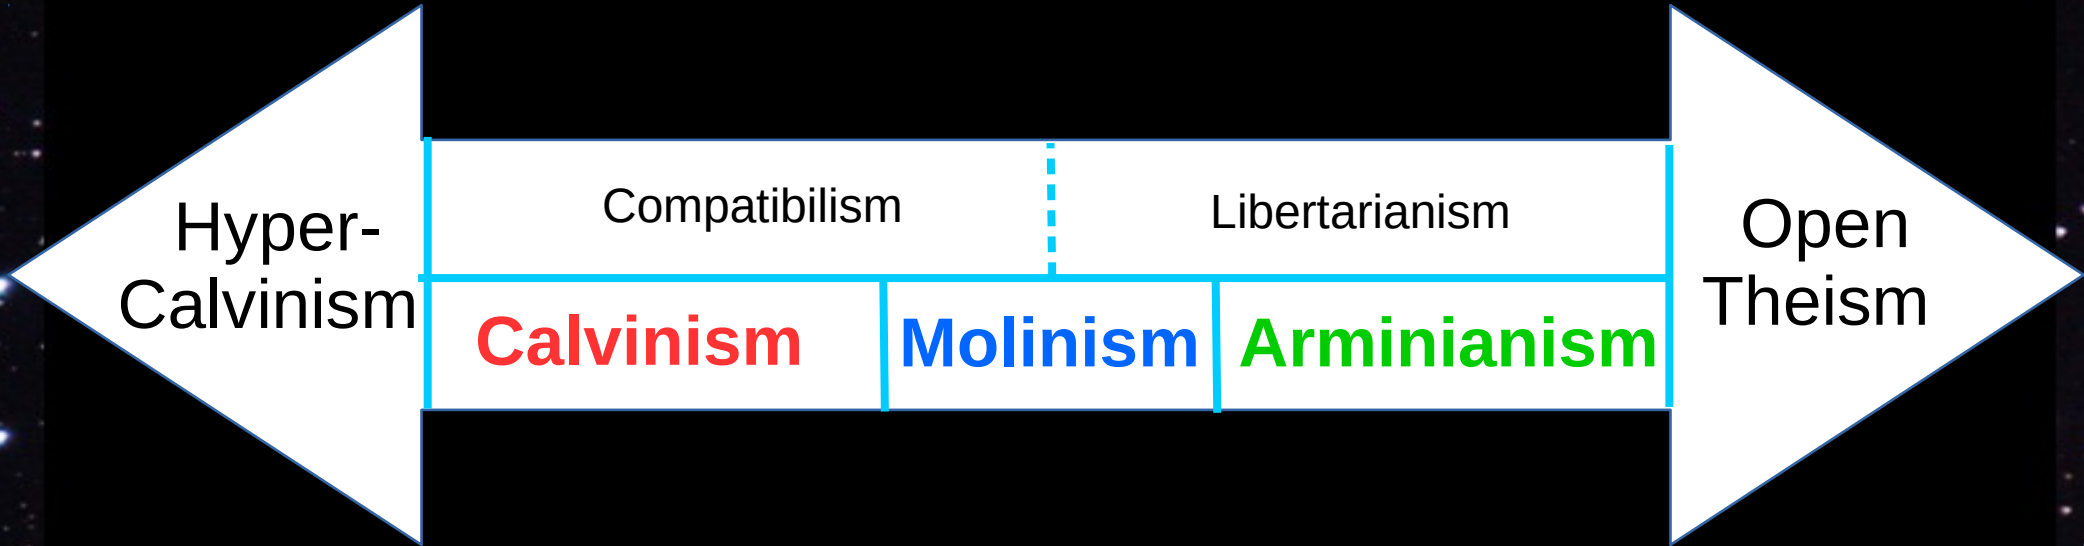 Hyper-
Calvinism
Compatibilism
Libertarianism
Calvinism
Molinism
Arminianism
Open
Theism